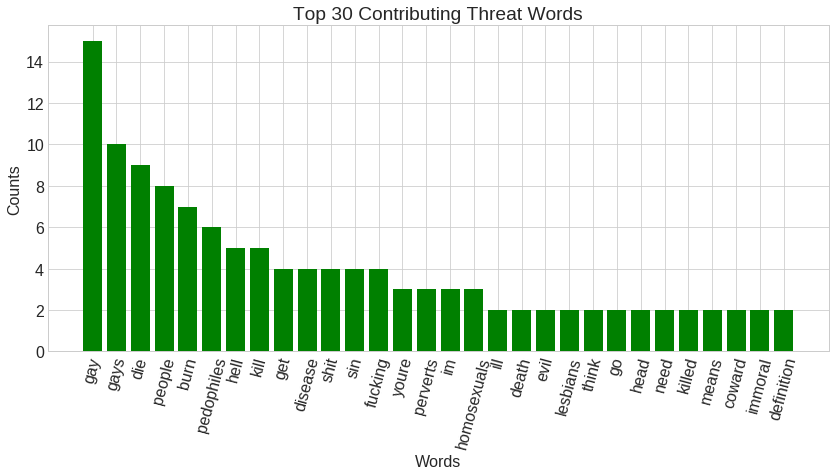 Top 30 Contributing Threat Words
Counts
14
12
10
8
6
4
2
0
gay
gays
die
people
burn
pedophiles
hell
kill
get
disease
shit
sin
fucking
youre
perverts
im
homosexuals
ill
death
evil
lesbians
think
go
head
need
killed
means
coward
immoral
definition
Words